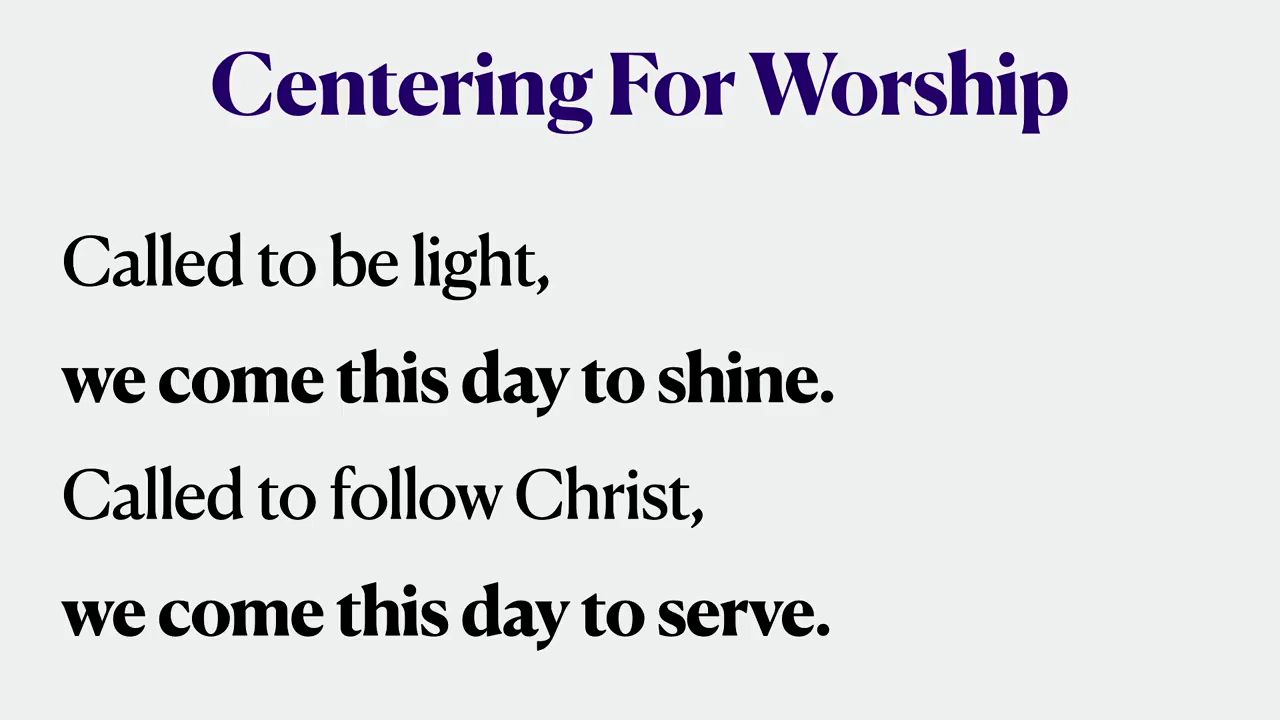 Centering For Worship
Called to be light,
we come this day to shine.
Called to follow Christ,
we come this day to serve.